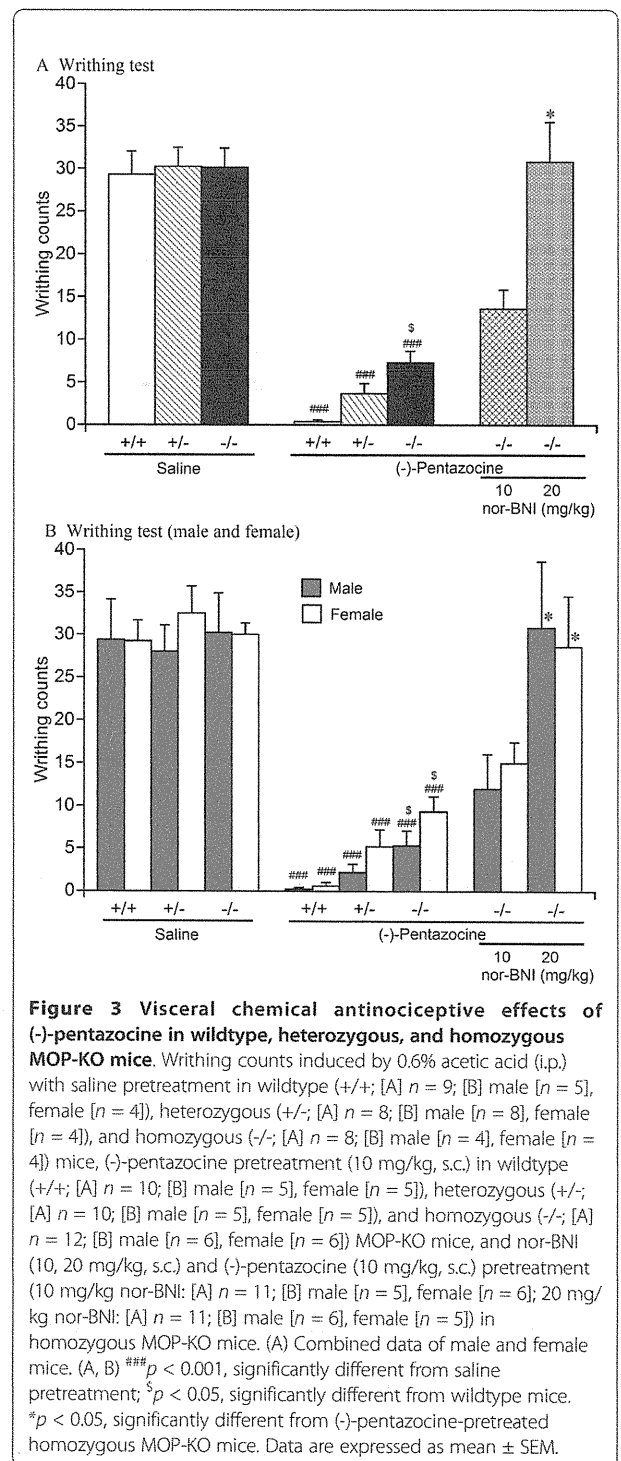 A Writhing test
40
35
30
25
20
15
10
5
0
Writhing counts
###
###
$
###
*
+/+ +/- -/- +/+ +/- -/- -/- -/-
Saline (-)-Pentazocine
10 20
nor-BNI (mg/kg)
B Writhing test (male and female)
40
35
30
25
20
15
10
5
0
Writhing counts
Male
Female
###
###
###
###
$
###
$
###
*
*
+/+ +/- -/- +/+ +/- -/- -/- -/-
Saline (-)-Pentazocine
10 20
nor-BNI (mg/kg)
Figure 3 Visceral chemical antinociceptive effects of
(-)-pentazocine in wildtype, heterozygous, and homozygous
MOP-KO mice. Writhing counts induced by 0.6% acetic acid (i.p.)
with saline pretreatment in wildtype (+/+; [A] n = 9; [B] male [n = 5],
female [n = 4]), heterozygous (+/-; [A] n = 8; [B] male [n = 8], female
[n = 4]), and homozygous (-/-; [A] n = 8; [B] male [n = 4], female [n =
4]) mice, (-)-pentazocine pretreatment (10 mg/kg, s.c.) in wildtype
(+/+; [A] n = 10; [B] male [n = 5], female [n = 5]), heterozygous (+/-;
[A] n = 10; [B] male [n = 5], female [n = 5]), and homozygous (-/-; [A]
n = 12; [B] male [n = 6], female [n = 6]) MOP-KO mice, and nor-BNI
(10, 20 mg/kg, s.c.) and (-)-pentazocine (10 mg/kg, s.c.) pretreatment
(10 mg/kg nor-BNI: [A] n = 11; [B] male [n = 5], female [n = 6]; 20 mg/
kg nor-BNI: [A] n = 11; [B] male [n = 6], female [n = 5]) in
homozygous MOP-KO mice. (A) Combined data of male and female
mice. (A, B) ###p < 0.001, significantly different from saline
pretreatment; $p < 0.05, significantly different from wildtype mice.
*p < 0.05, significantly different from (-)-pentazocine-pretreated
homozygous MOP-KO mice. Data are expressed as mean ± SEM.